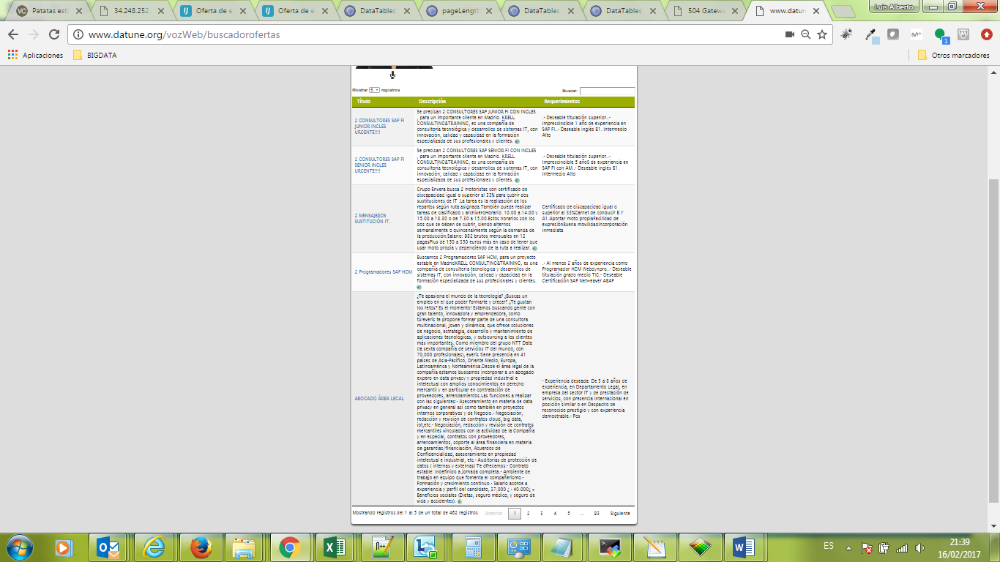 Luis Alberto
Patatas esti
34.248.252.
Oferta de e
Oferta de e
DataTables
pageLength
DataTables
DataTables
504 Gatewa
www.datun
www.datune.org/vozWeb/buscadorofertas
1
Aplicaciones
BIGDATA
Otros marcadores
Mostrar 5 registros
Buscar:
Título
Descripción
Requerimientos
2 CONSULTORES SAP FI
JUNIOR INGLES
URGENTE!!!!
Se precisan 2 CONSULTORES SAP JUNIOR FI CON INGLES
, para un importante cliente en Madrid. KRELL
CONSULTING&TRAINING, es una compañía de
consultoría tecnológica y desarrollos de sistemas IT, con
innovación, calidad y capacidad en la formación
especializada de sus profesionales y clientes.
.- Deseable titulación superior..-
Imprescindible 1 año de experiencia en
SAP FI..- Deseable inglés B1. Intermedio
Alto
2 CONSULTORES SAP FI
SENIOR INGLES
URGENTE!!!!
Se precisan 2 CONSULTORES SAP SENIOR FI CON INGLES
, para un importante cliente en Madrid. KRELL
CONSULTING&TRAINING, es una compañía de
consultoría tecnológica y desarrollos de sistemas IT, con
innovación, calidad y capacidad en la formación
especializada de sus profesionales y clientes.
.- Deseable titulación superior..-
Imprescindible 5 añoS de experiencia en
SAP FI con AM..- Deseable inglés B1.
Intermedio Alto
2 MENSAJEROS
SUSTITUCIÓN IT.
Grupo Envera busca 2 motoristas con certificado de
discapacidad igual o superior al 33% para cubrir dos
sustituciones de IT .La tarea es la realización de los
repartos según ruta asignada.También puede realizar
tareas de clasificado y archiveroHorario: 10.00 a 14.00 y
15.00 a 18.30 o de 7.30 a 15.00.Estos horarios son los
dos que se deben de cubrir, siendo alternos
semanalmente o quincenalmente según la demanda de
la producción.Salario: 982 brutos mensuales en 12
pagasPlus de 150 a 350 euros más en caso de tener que
usar moto propia y dependiendo de la ruta a realizar.
Certificado de discapacidad igual o
superior al 33%Carnet de conducir B Y
A1.Aportar moto propiaFacilidad de
expresiónBuena movilidadIncorporación
inmediata
2 Programadores SAP HCM
Buscamos 2 Programadores SAP HCM, para un proyecto
estable en MadridKRELL CONSULTING&TRAINING, es una
compañía de consultoría tecnológica y desarrollos de
sistemas IT, con innovación, calidad y capacidad en la
formación especializada de sus profesionales y clientes.
.- Al menos 2 años de experiencia como
Programador HCM Webdynpro..- Deseable
titulación grado medio TIC.- Deseable
Certificación SAP Netweaver ABAP
ABOGADO ÁREA LEGAL
¿Te apasiona el mundo de la tecnología? ¿Buscas un
empleo en el que poder formarte y crecer? ¿Te gustan
los retos? Es el momento! Estamos buscando gente con
gran talento, innovadora y emprendedora, como
tú!everis te propone formar parte de una consultora
multinacional, joven y dinámica, que ofrece soluciones
de negocio, estrategia, desarrollo y mantenimiento de
aplicaciones tecnológicas, y outsourcing a los clientes
más importantes. Como miembro del grupo NTT Data
(la sexta compañía de servicios IT del mundo, con
70.000 profesionales), everis tiene presencia en 41
países de Asia-Pacífico, Oriente Medio, Europa,
Latinoamérica y Norteamérica.Desde el área legal de la
compañía estamos buscamos incorporar a un abogado
expero en data privacy y propiedad industrial e
intelectual con amplios conocimientos en derecho
mercantil y en particular en contratación de
proveedores, arrendamientos.Las funciones a realizar
son las siguientes:- Asesoramiento en materia de data
privacy en general así como también en proyectos
internos corporativos y de Negocio.- Negociación,
redacción y revisión de contratos cloud, big data,
iot,etc.- Negociación, redacción y revisión de contratos
mercantiles vinculados con la actividad de la Compañía
y en especial, contratos con proveedores,
arrendamientos, soporte al área financiera en materia
de garantías/financiación, Acuerdos de
Confidencialidad, asesoramiento en propiedad
intelectual e industrial, etc.- Auditorías de protección de
datos ( internas y externas) Te ofrecemos:- Contrato
estable: Indefinido a jornada completa.- Ambiente de
trabajo en equipo que fomenta el compañerismo.-
Formación y crecimiento continuo.- Salario acorde a
experiencia y perfil del candidato, 37.000 ¿ - 40.000¿ +
Beneficios sociales (Dietas, seguro médico, y seguro de
vida y accidentes).
- Experiencia deseada: De 5 a 8 años de
experiencia, en Departamento Legal, en
empresa del sector IT y de prestación de
servicios, con presencia internacional en
posición similar o en Despacho de
reconocido prestigio y con experiencia
demostrable.- Pos
Mostrando registros del 1 al 5 de un total de 462 registros
Anterior 1 2 3 4 5 ... 93 Siguiente
ES
21:39
16/02/2017